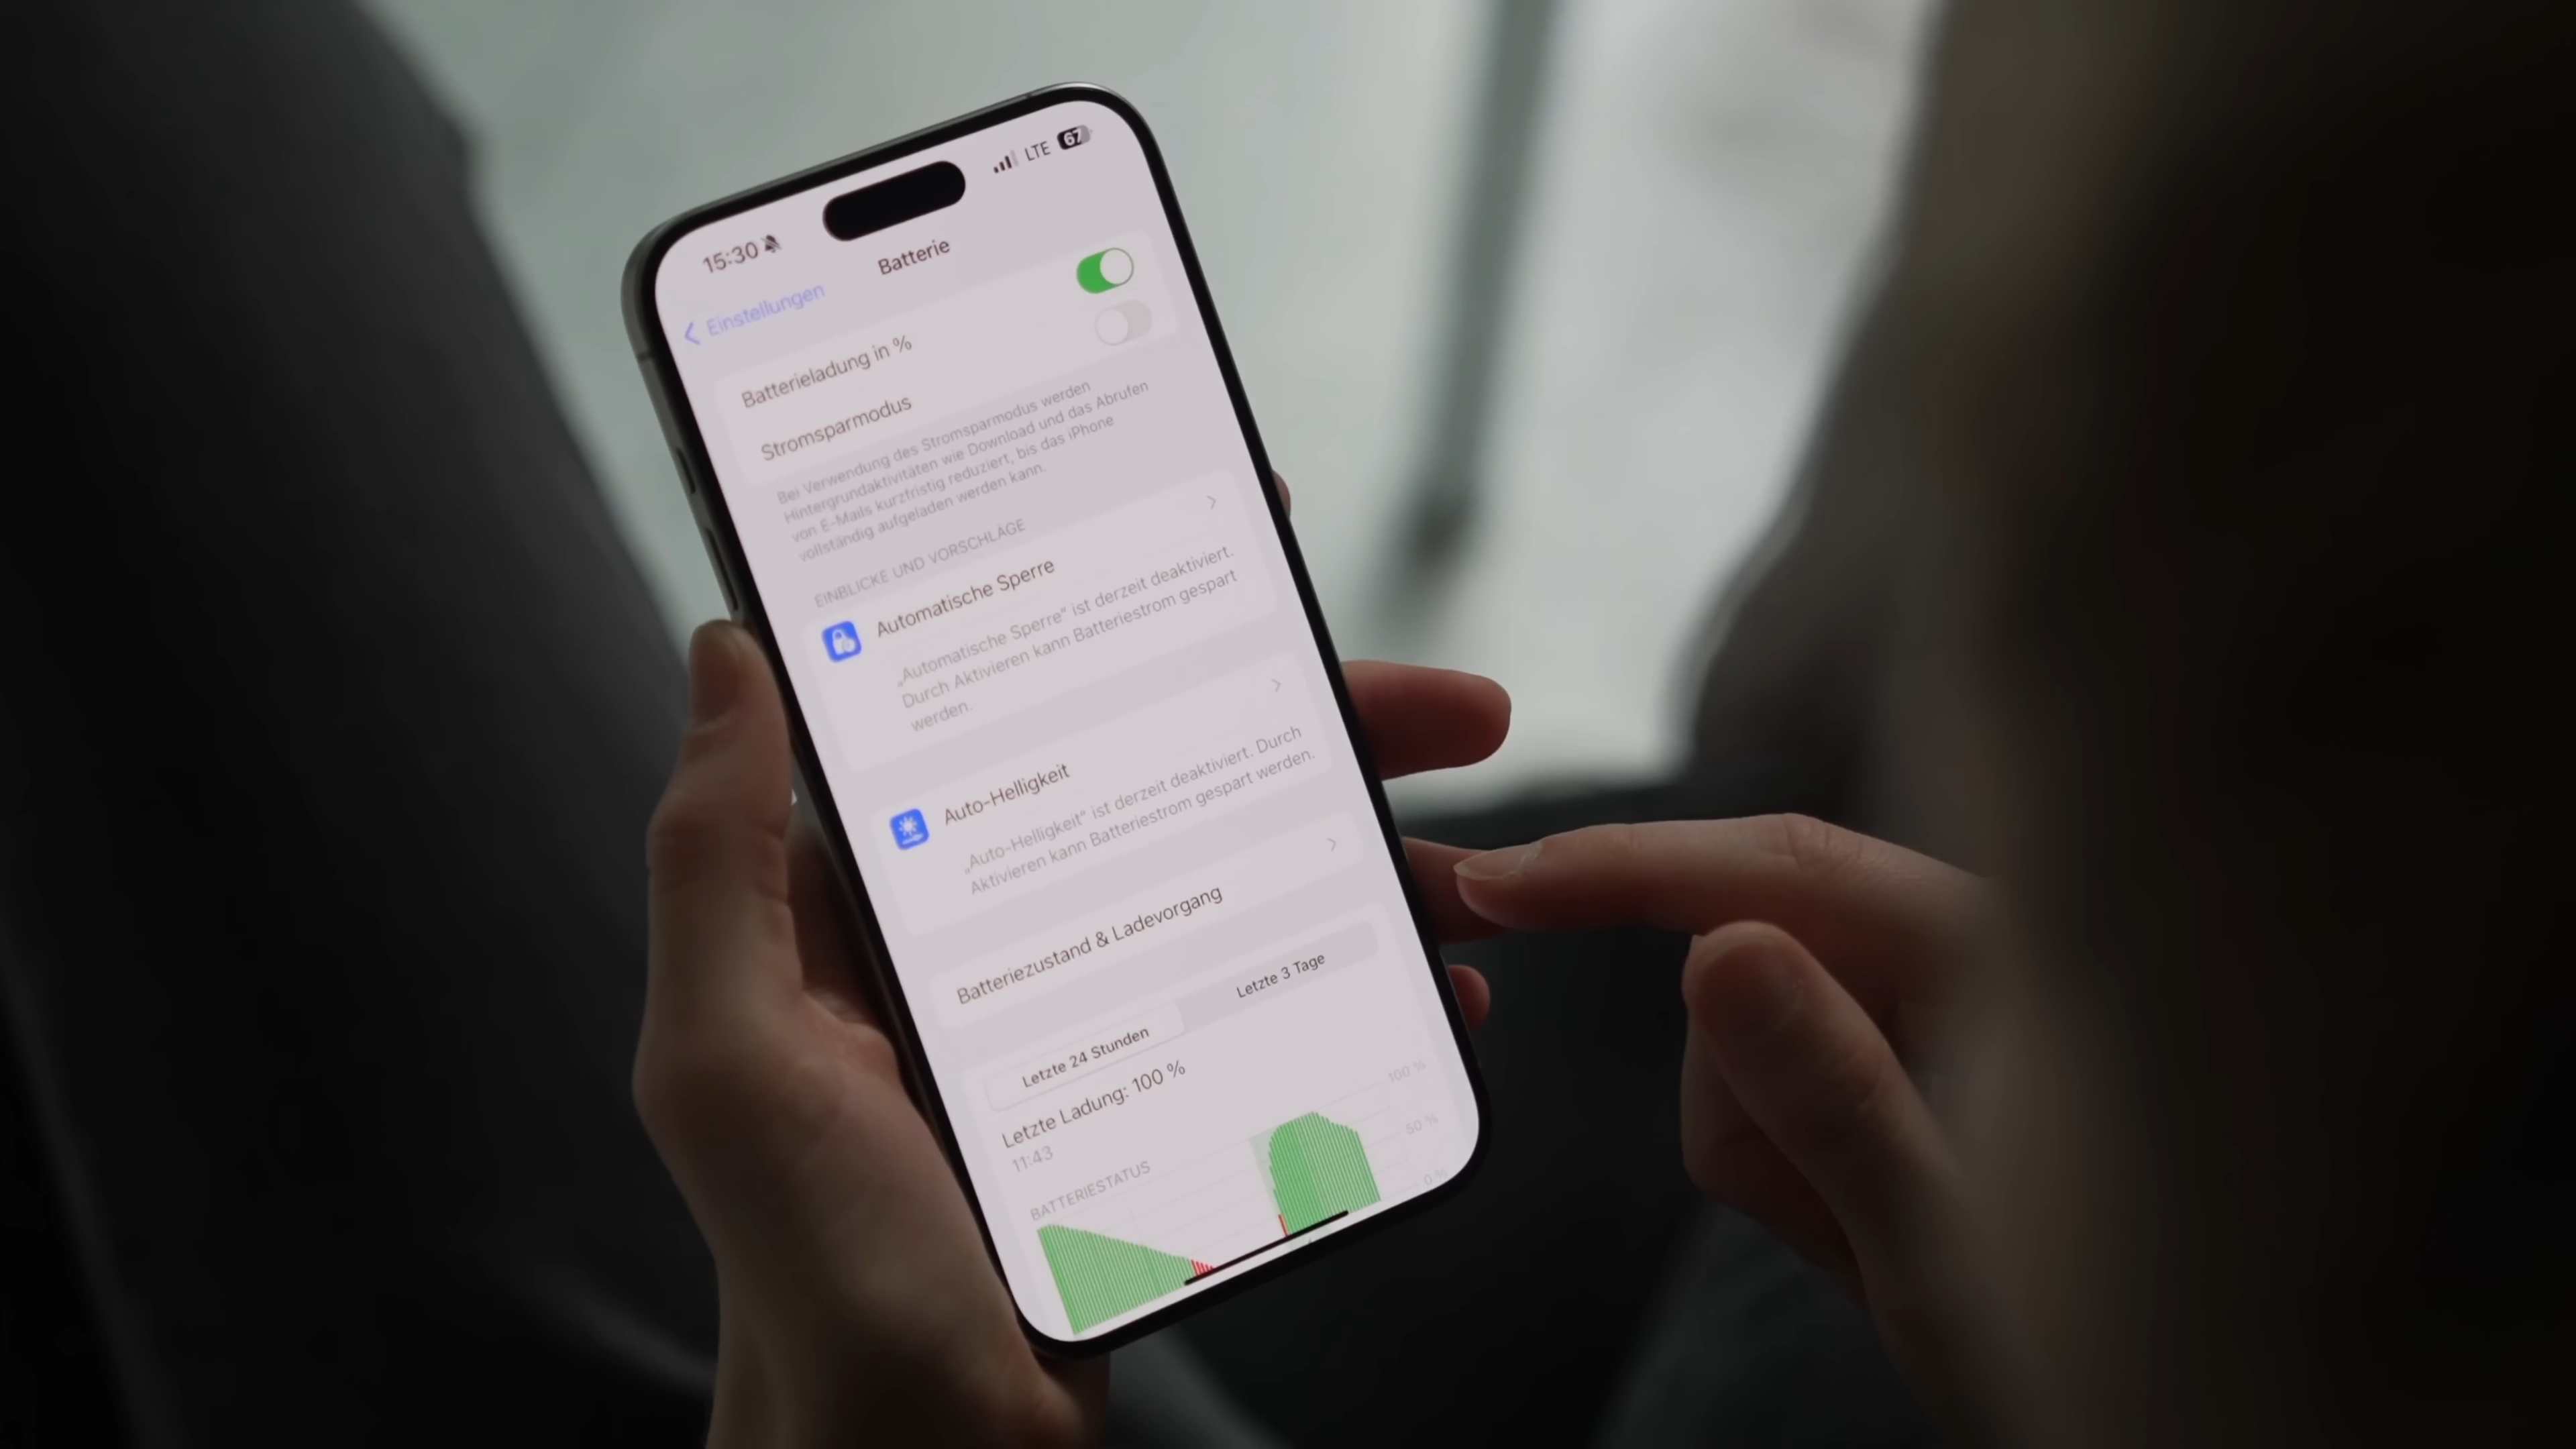 15:30
LTE 67
Einstellungen
Batterie
Batterieladung in %
Stromsparmodus
Bei Verwendung des Stromsparmodus werden
Hintergrundaktivitäten wie Download und das Abrufen
von E-Mails kurzfristig reduziert, bis das iPhone
vollständig aufgeladen werden kann.
EINBLICKE UND VORSCHLÄGE
Automatische Sperre
„Automatische Sperre“ ist derzeit deaktiviert.
Durch Aktivieren kann Batteriestrom gespart
werden.
Auto-Helligkeit
„Auto-Helligkeit“ ist derzeit deaktiviert. Durch
Aktivieren kann Batteriestrom gespart werden.
Batteriezustand & Ladevorgang
Letzte 24 Stunden
Letzte 3 Tage
Letzte Ladung: 100 %
11:43
BATTERIESTATUS
100 %
50 %
0 %